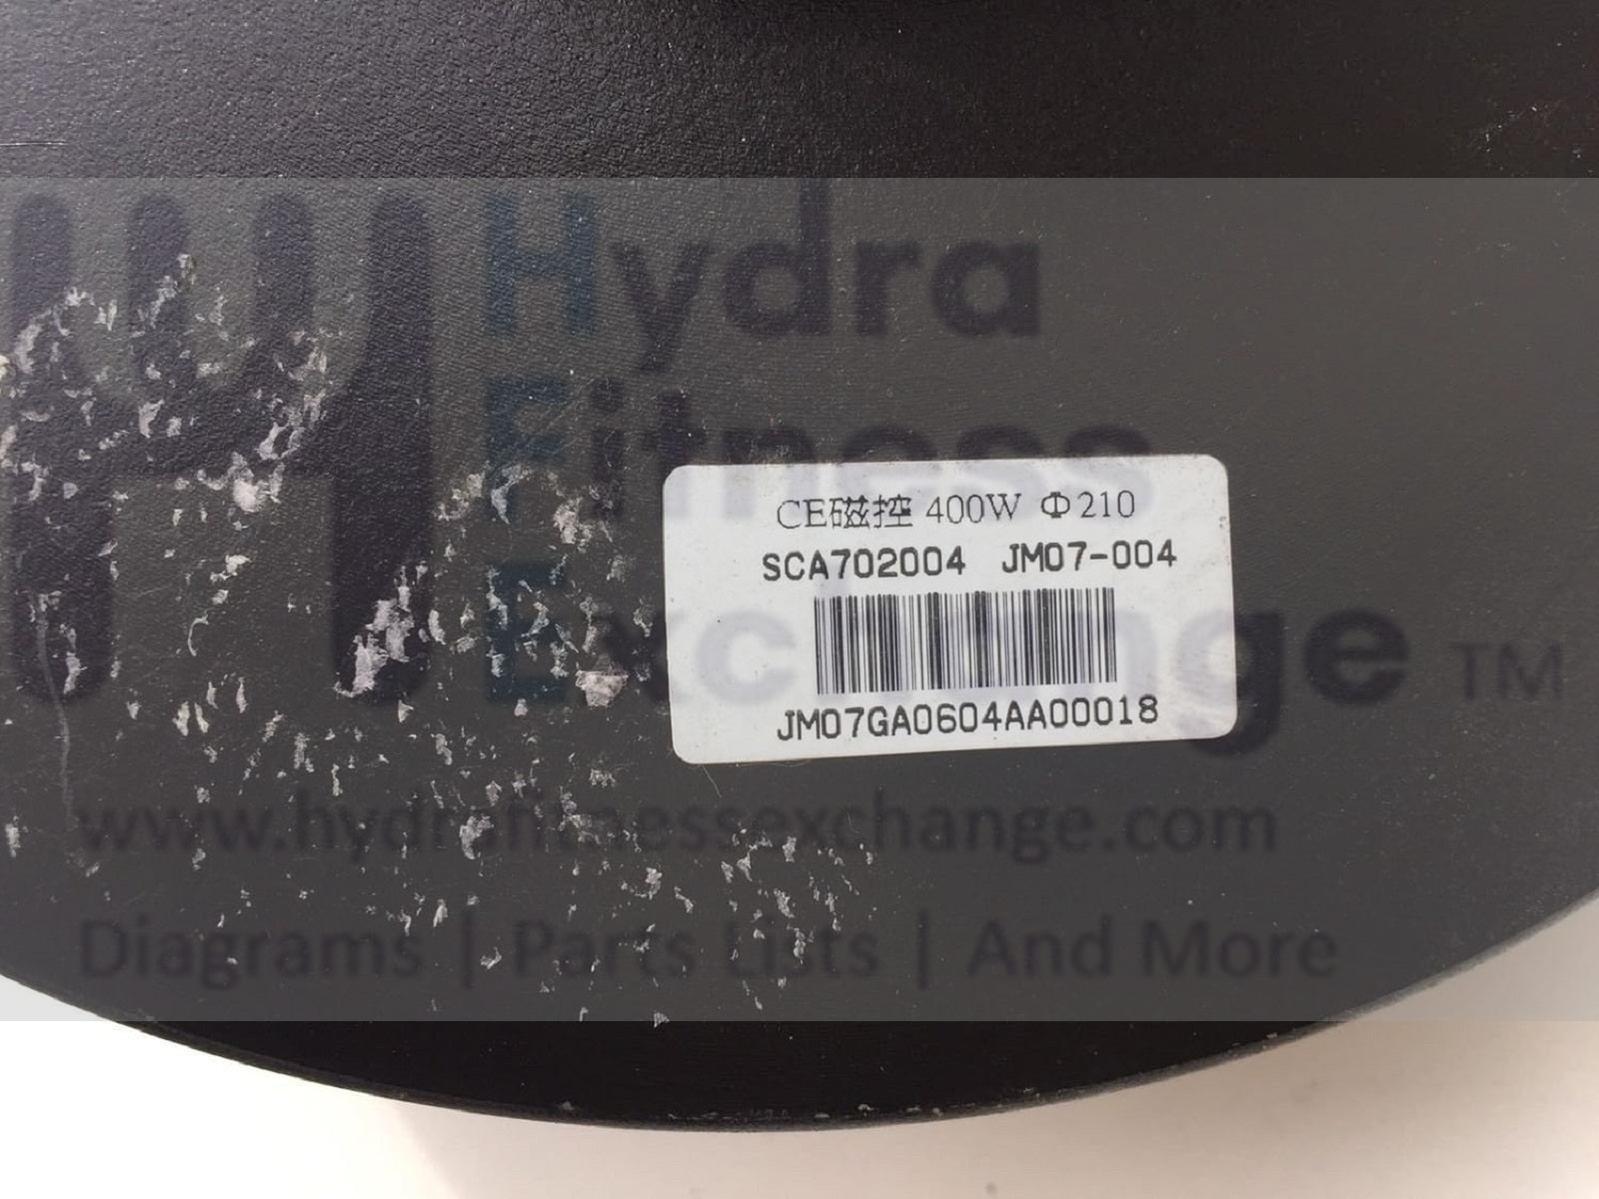 Hydra
Fitness
Exchange TM
CE磁控 400W Φ210
SCA702004 JM07-004
JM07GA0604AA00018
www.hydrafitnessexchange.com
Diagrams | Parts Lists | And More